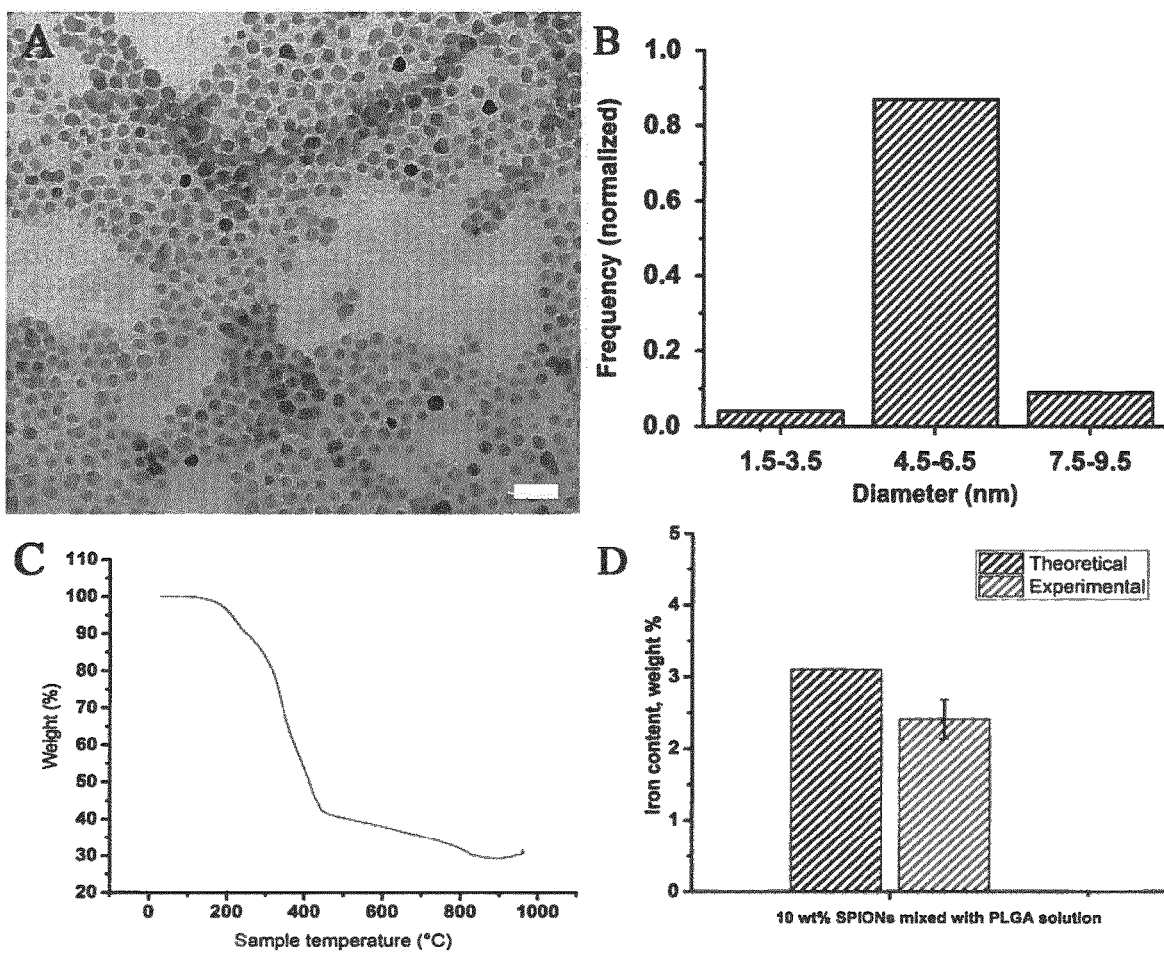 A
B
Frequency (normalized)
1.0
0.8
0.6
0.4
0.2
0.0
1.5-3.5
4.5-6.5
7.5-9.5
Diameter (nm)
C
Weight (%)
110
100
90
80
70
60
50
40
30
20
0
200
400
600
800
1000
Sample temperature (°C)
D
Iron content, weight %
5
4
3
2
1
0
Theoretical
Experimental
10 wt% SPIONs mixed with PLGA solution